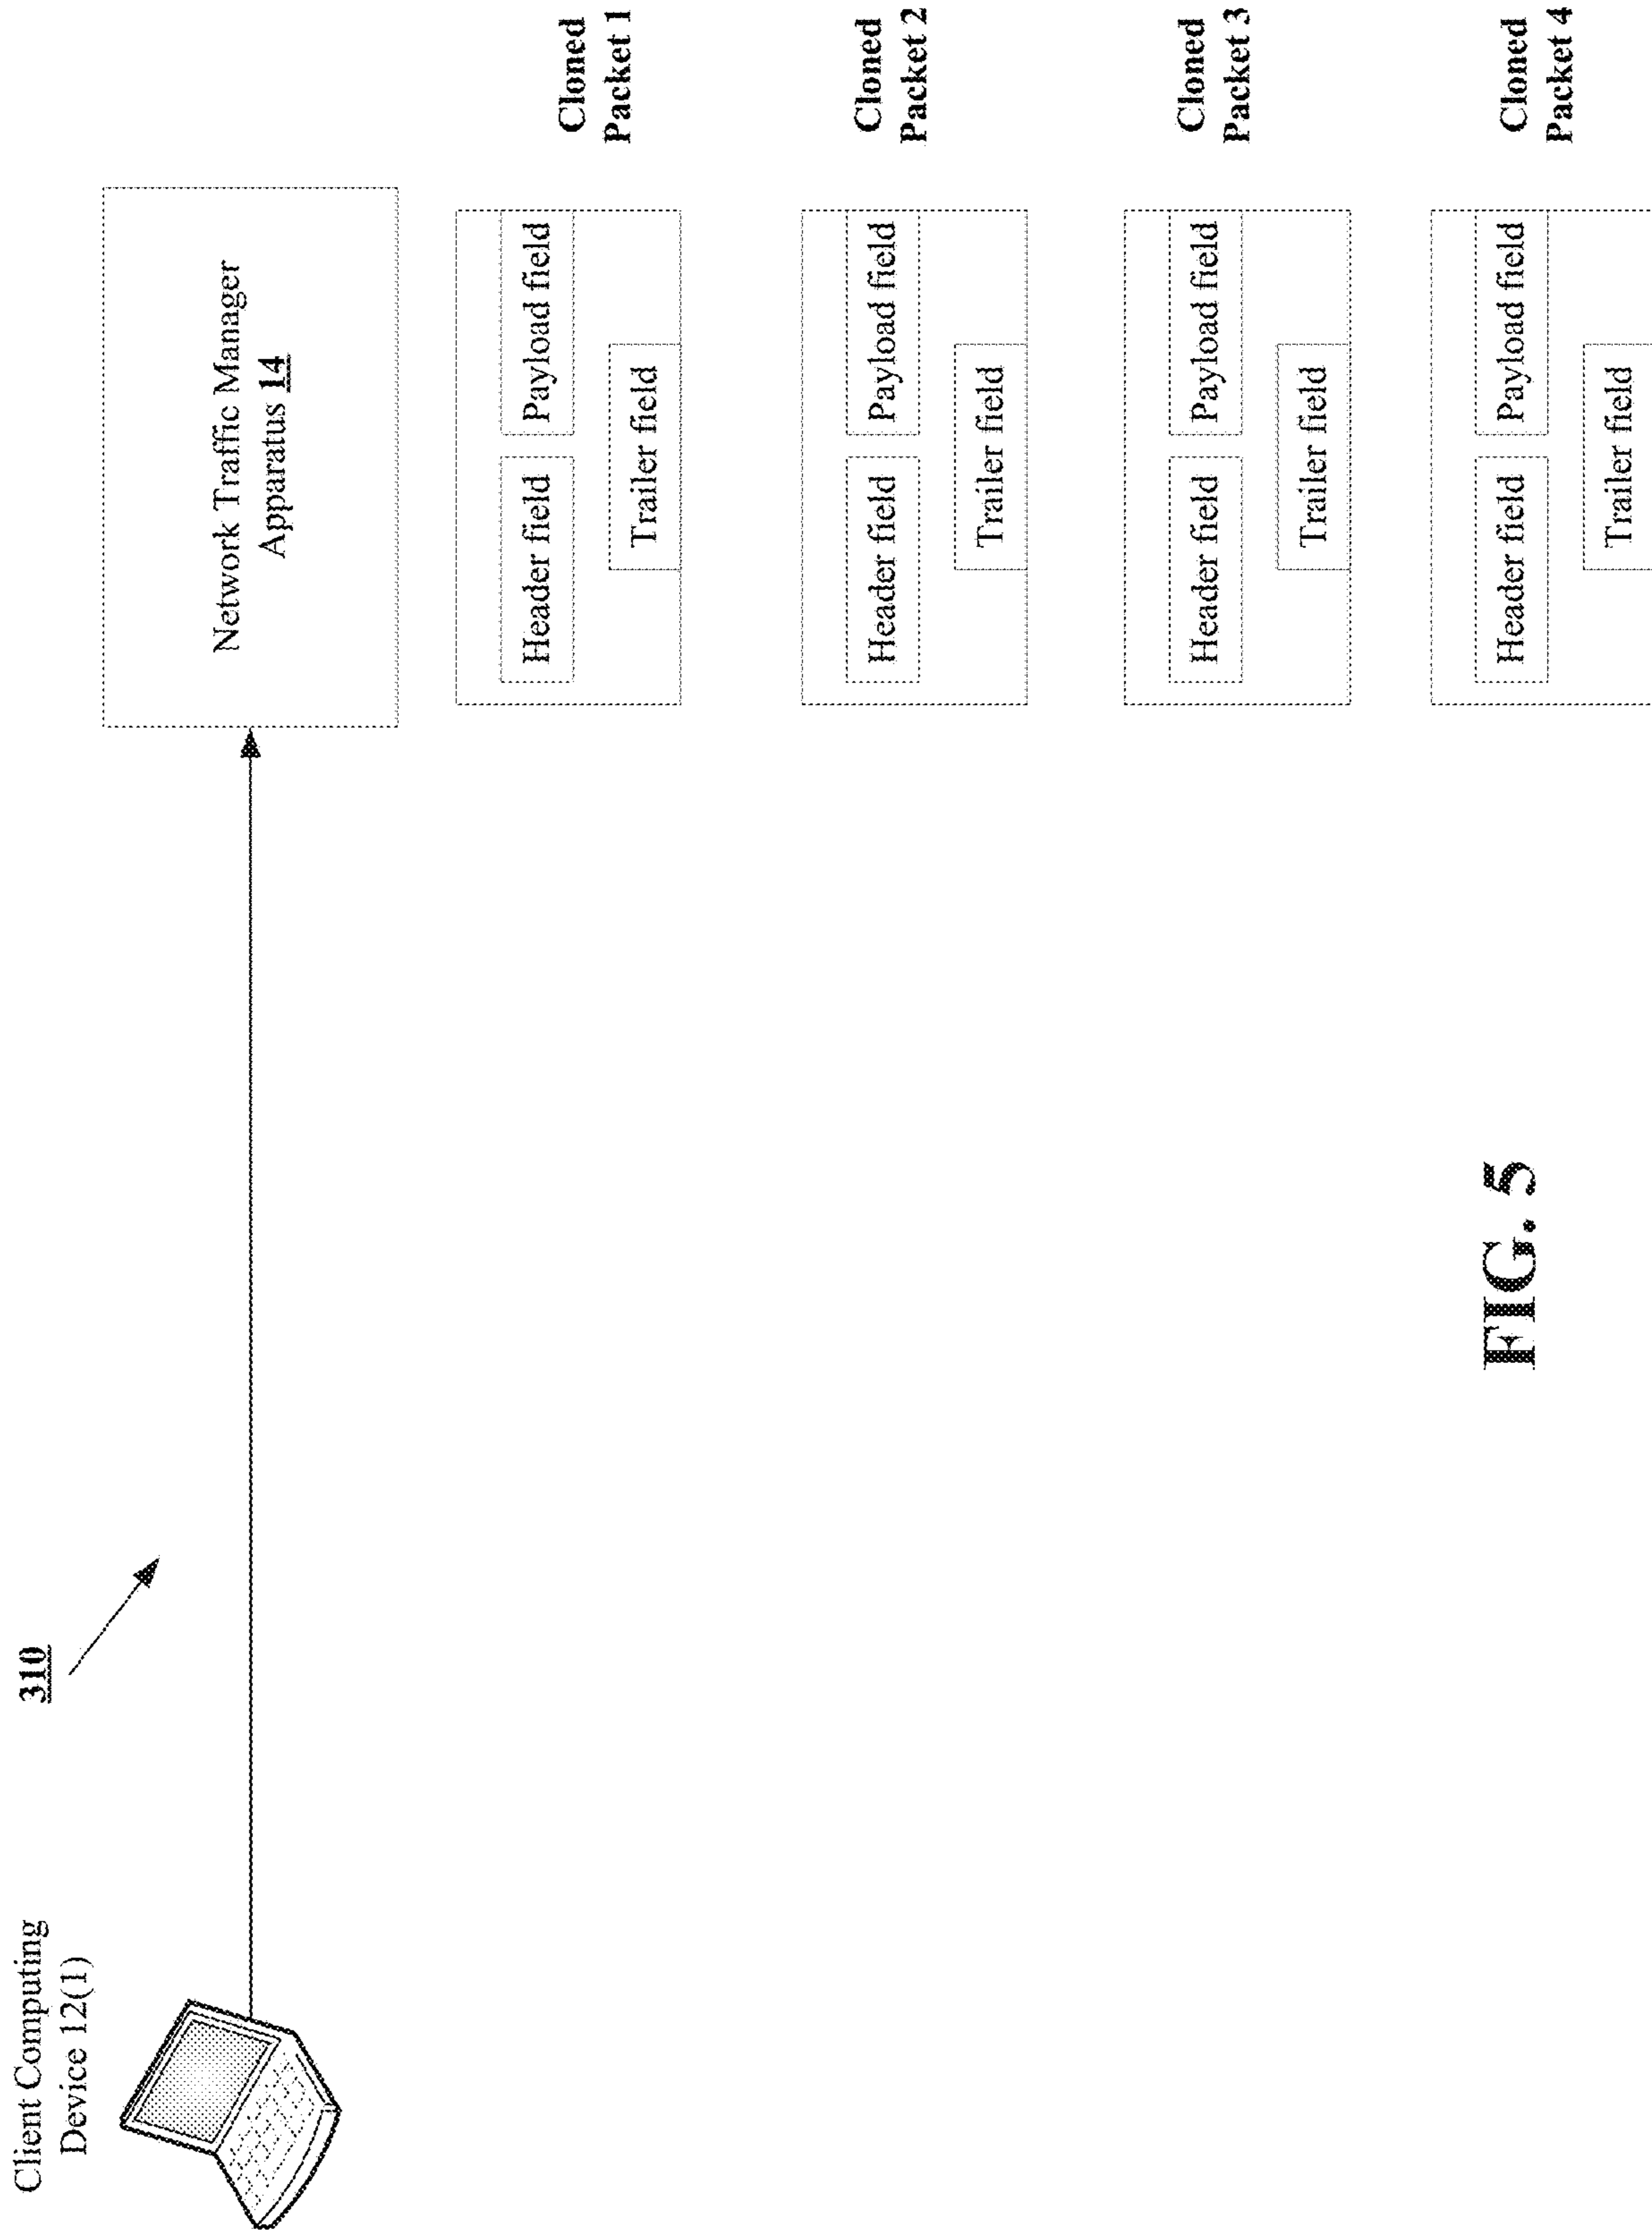 Client Computing
Device 12(1)
310
Network Traffic Manager
Apparatus 14
Header field
Payload field
Trailer field
Cloned
Packet 1
Header field
Payload field
Trailer field
Cloned
Packet 2
Header field
Payload field
Trailer field
Cloned
Packet 3
Header field
Payload field
Trailer field
Cloned
Packet 4
FIG. 5